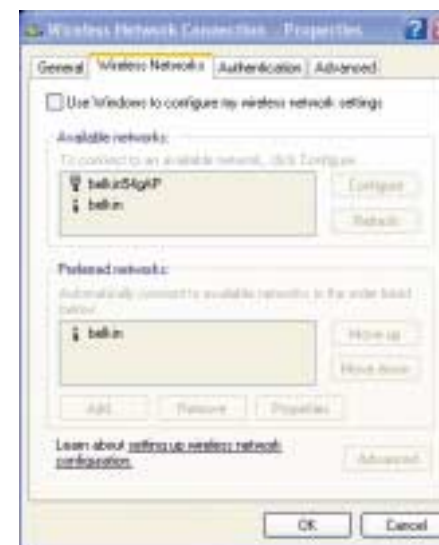 Wireless Network Connection Properties
General Wireless Networks Authentication Advanced
Use Windows to configure my wireless network settings
Available networks:
To connect to an available network, click Configure
belkin54gAP
belkin
Configure
Refresh
Preferred networks:
Automatically connect to available networks in the order listed
below:
belkin
Move up
Move down
Add... Remove Properties
Learn about setting up wireless network
configuration.
Advanced
OK Cancel